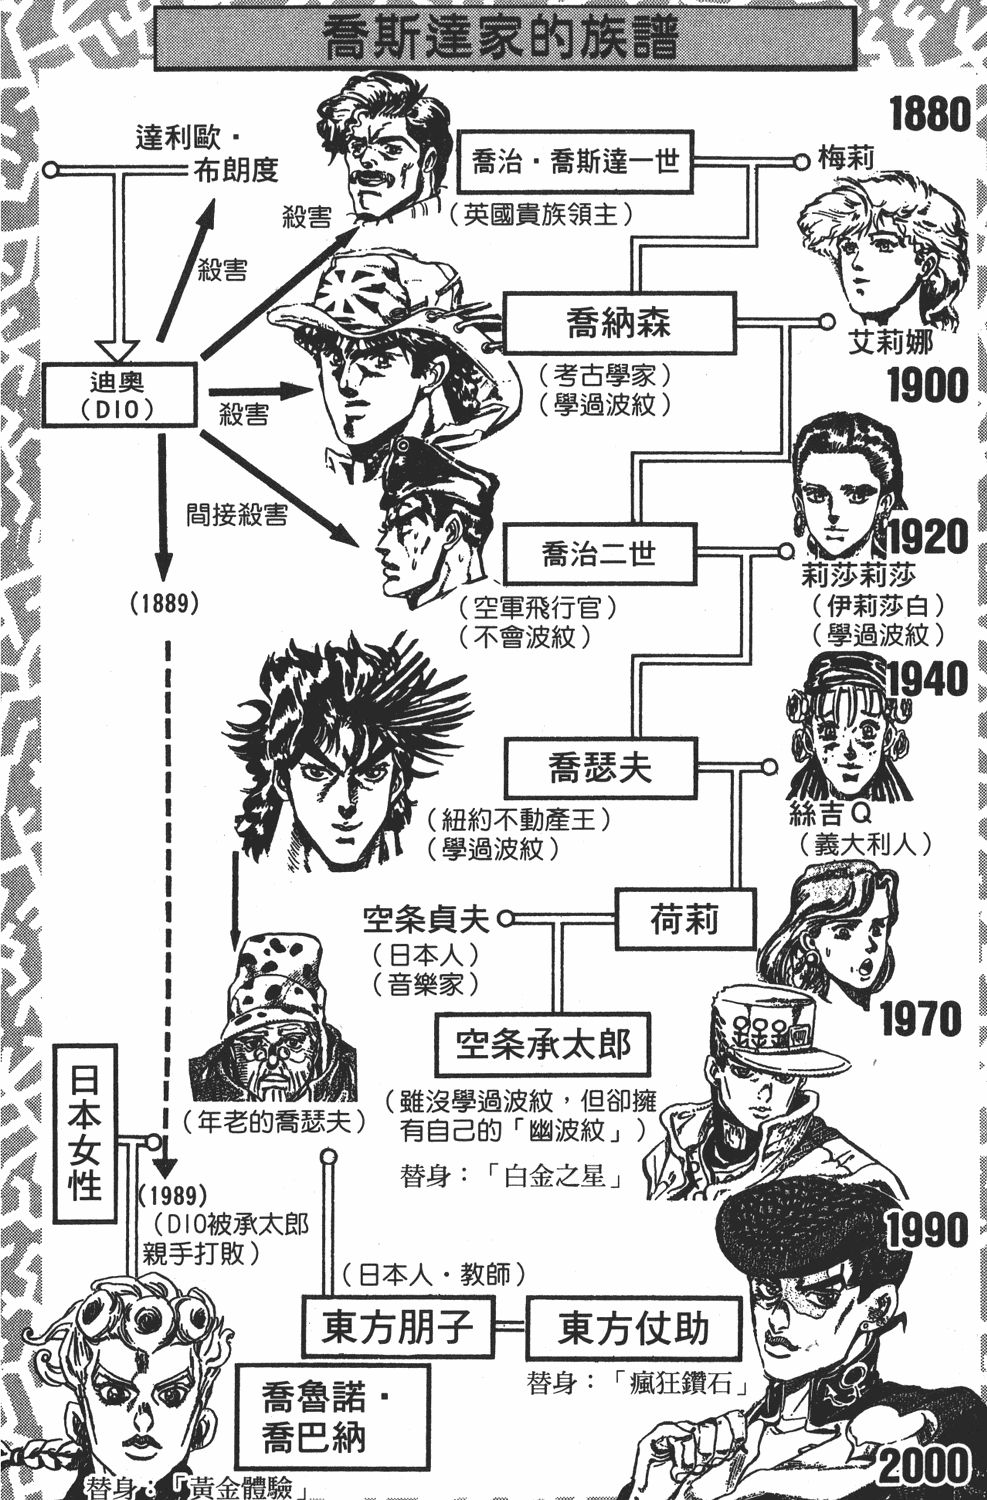 喬斯達家的族譜
1880
達利歐・
布朗度
喬治・喬斯達一世
梅莉
(英國貴族領主)
殺害
殺害
喬納森
艾莉娜
迪奧
(DIO)
(考古學家)
(學過波紋)
1900
殺害
間接殺害
喬治二世
1920
莉莎莉莎
(伊莉莎白)
(學過波紋)
(1889)
(空軍飛行官)
(不會波紋)
1940
喬瑟夫
絲吉Q
(義大利人)
(紐約不動產王)
(學過波紋)
空条貞夫
荷莉
(日本人)
(音樂家)
1970
空条承太郎
日本女性
(年老的喬瑟夫)
(雖沒學過波紋，但卻擁
有自己的「幽波紋」)
替身：「白金之星」
(1989)
(DIO被承太郎
親手打敗)
1990
(日本人・教師)
東方朋子
東方仗助
替身：「瘋狂鑽石」
喬魯諾・
喬巴納
替身：「黃金體驗」
2000